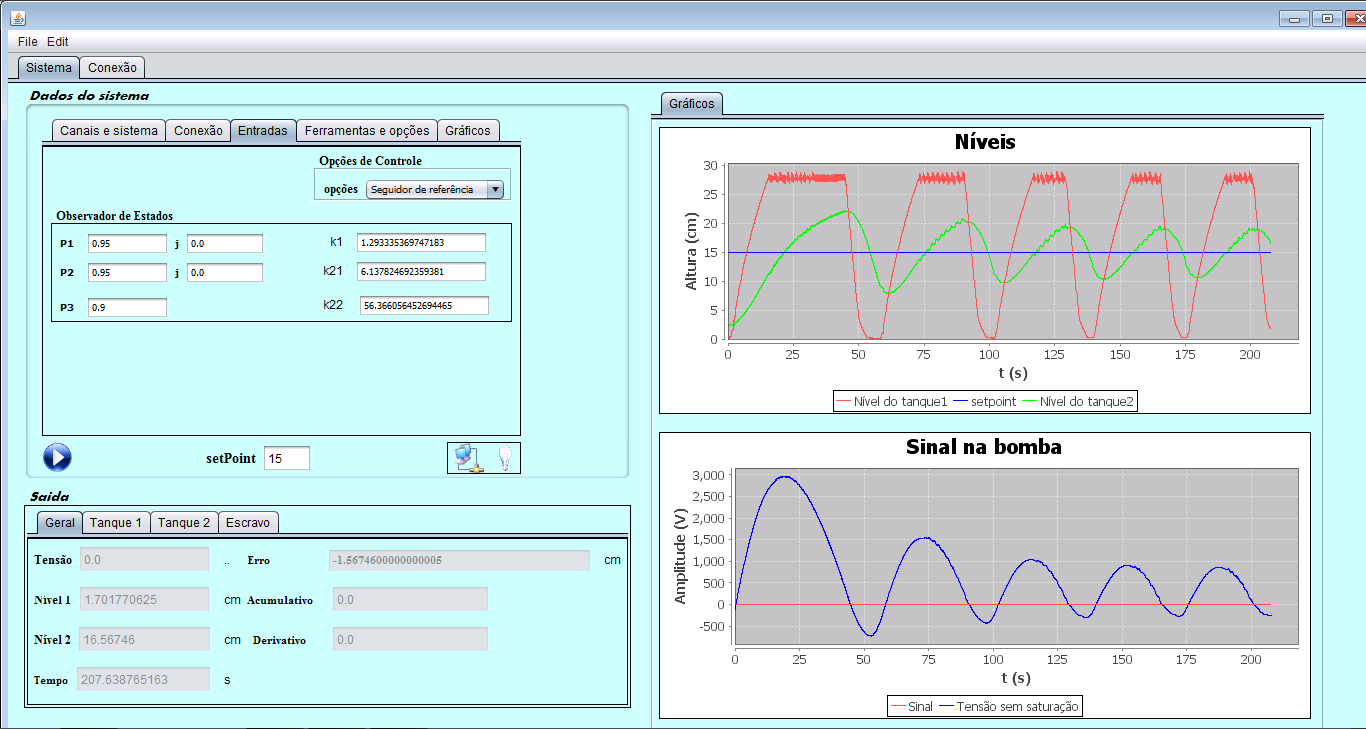 File Edit
Sistema Conexão
Dados do sistema
Canais e sistema Conexão Entradas Ferramentas e opções Gráficos
Opções de Controle
opções Seguidor de referência
Observador de Estados
P1 0.95 j 0.0 k1 1.293335369747183
P2 0.95 j 0.0 k21 6.137824692359381
P3 0.9 k22 56.366056452694465
setPoint 15
Saida
Geral Tanque 1 Tanque 2 Escravo
Tensão 0.0 .. Erro -1.5674600000000005 cm
Nível 1 1.701770625 cm Acumulativo 0.0
Nível 2 16.56746 cm Derivativo 0.0
Tempo 207.638765163 s
Gráficos
Níveis
Altura (cm)
30
25
20
15
10
5
0
0 25 50 75 100 125 150 175 200
t (s)
Nível do tanque1 setpoint Nível do tanque2
Sinal na bomba
Amplitude (V)
3,000
2,500
2,000
1,500
1,000
500
0
-500
0 25 50 75 100 125 150 175 200
t (s)
Sinal Tensão sem saturação